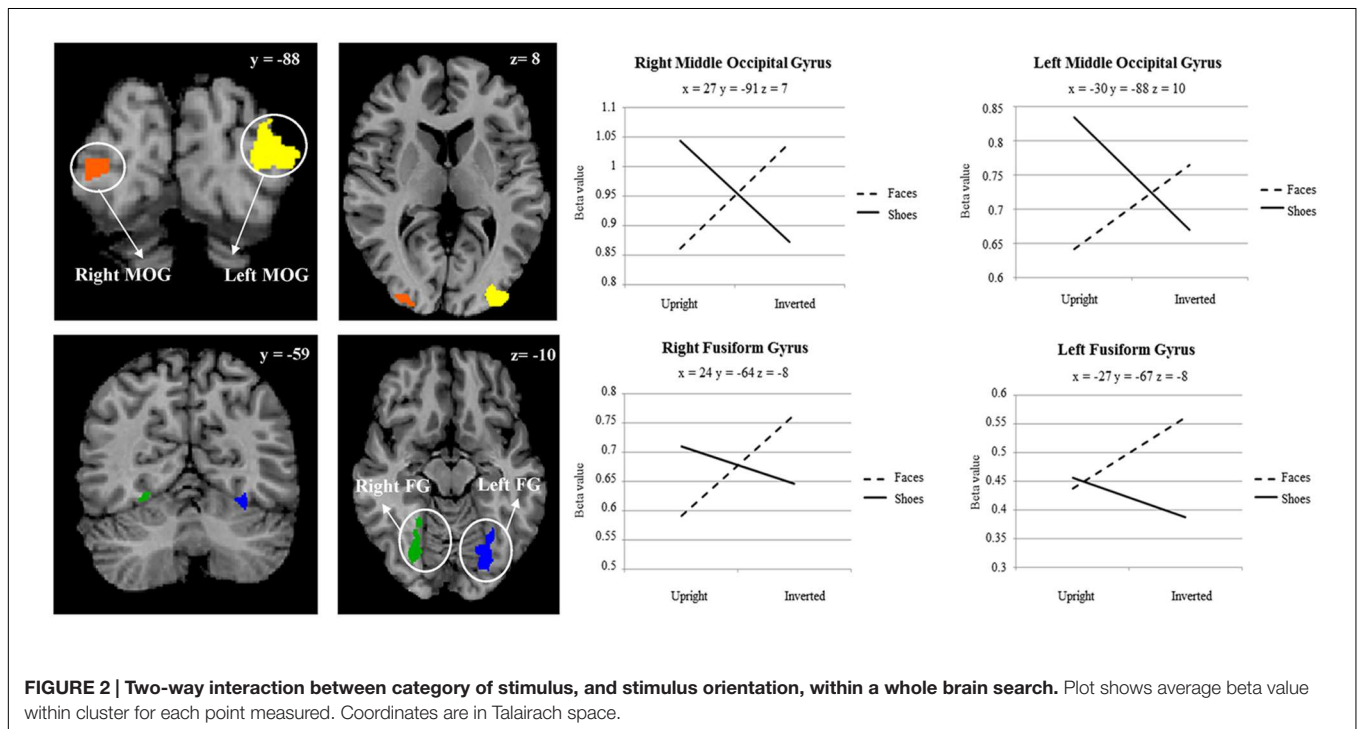 y = -88
Right MOG
Left MOG
z= 8
Right Middle Occipital Gyrus
x = 27 y = -91 z = 7
1.1
1.05
1
0.95
0.9
0.85
0.8
Beta value
Upright
Inverted
Faces
Shoes
Left Middle Occipital Gyrus
x = -30 y = -88 z = 10
0.85
0.8
0.75
0.7
0.65
0.6
Beta value
Upright
Inverted
Faces
Shoes
y = -59
z= -10
Right FG
Left FG
Right Fusiform Gyrus
x = 24 y = -64 z = -8
0.8
0.75
0.7
0.65
0.6
0.55
0.5
Beta value
Upright
Inverted
Faces
Shoes
Left Fusiform Gyrus
x = -27 y = -67 z = -8
0.6
0.55
0.5
0.45
0.4
0.35
0.3
Beta value
Upright
Inverted
Faces
Shoes
FIGURE 2 | Two-way interaction between category of stimulus, and stimulus orientation, within a whole brain search. Plot shows average beta value
within cluster for each point measured. Coordinates are in Talairach space.